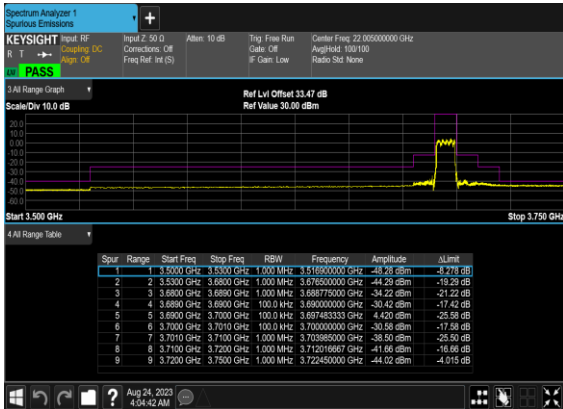 Spectrum Analyzer 1
Spurious Emissions
+
KEYSIGHT Input: RF Input Z: 50 Ω Atten: 10 dB Trig: Free Run Center Freq: 22.005000000 GHz
R T Coupling: DC Corrections: Off Gate: Off Avg|Hold: 100/100
Align: Off Freq Ref: Int (S) IF Gain: Low Radio Std: None
PASS
3 All Range Graph
Ref Lvl Offset 33.47 dB
Scale/Div 10.0 dB Ref Value 30.00 dBm
20.0
10.0
0.00
-10.0
-20.0
-30.0
-40.0
-50.0
-60.0
Start 3.500 GHz Stop 3.750 GHz
4 All Range Table
Spur Range Start Freq Stop Freq RBW Frequency Amplitude ΔLimit
1 1 3.5000 GHz 3.5300 GHz 1.000 MHz 3.516900000 GHz -48.28 dBm -8.278 dB
2 2 3.5300 GHz 3.6800 GHz 1.000 MHz 3.676500000 GHz -44.29 dBm -19.29 dB
3 3 3.6800 GHz 3.6890 GHz 1.000 MHz 3.688775000 GHz -34.22 dBm -21.22 dB
4 4 3.6890 GHz 3.6900 GHz 100.0 kHz 3.690000000 GHz -30.42 dBm -17.42 dB
5 5 3.6900 GHz 3.7000 GHz 100.0 kHz 3.697483333 GHz 4.420 dBm -25.58 dB
6 6 3.7000 GHz 3.7010 GHz 100.0 kHz 3.700000000 GHz -30.58 dBm -17.58 dB
7 7 3.7010 GHz 3.7100 GHz 1.000 MHz 3.703985000 GHz -38.50 dBm -25.50 dB
8 8 3.7100 GHz 3.7200 GHz 1.000 MHz 3.712016667 GHz -41.66 dBm -16.66 dB
9 9 3.7200 GHz 3.7500 GHz 1.000 MHz 3.722450000 GHz -44.02 dBm -4.015 dB
?
Aug 24, 2023
4:04:42 AM